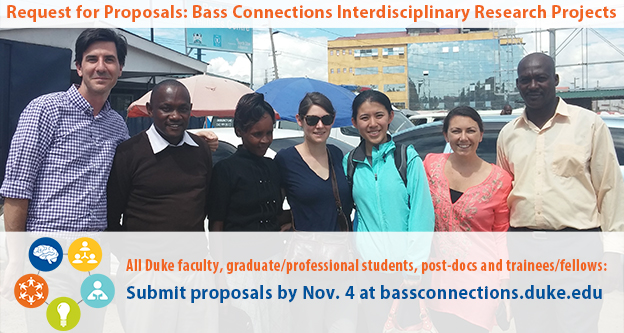 Request for Proposals: Bass Connections Interdisciplinary Research Projects
All Duke faculty, graduate/professional students, post-docs and trainees/fellows:
Submit proposals by Nov. 4 at bassconnections.duke.edu